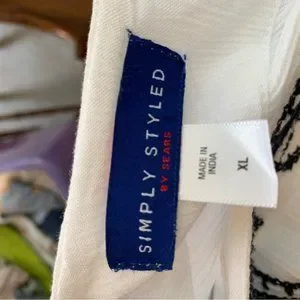 SIMPLY STYLED
BY SEARS
MADE IN
INDIA
XL